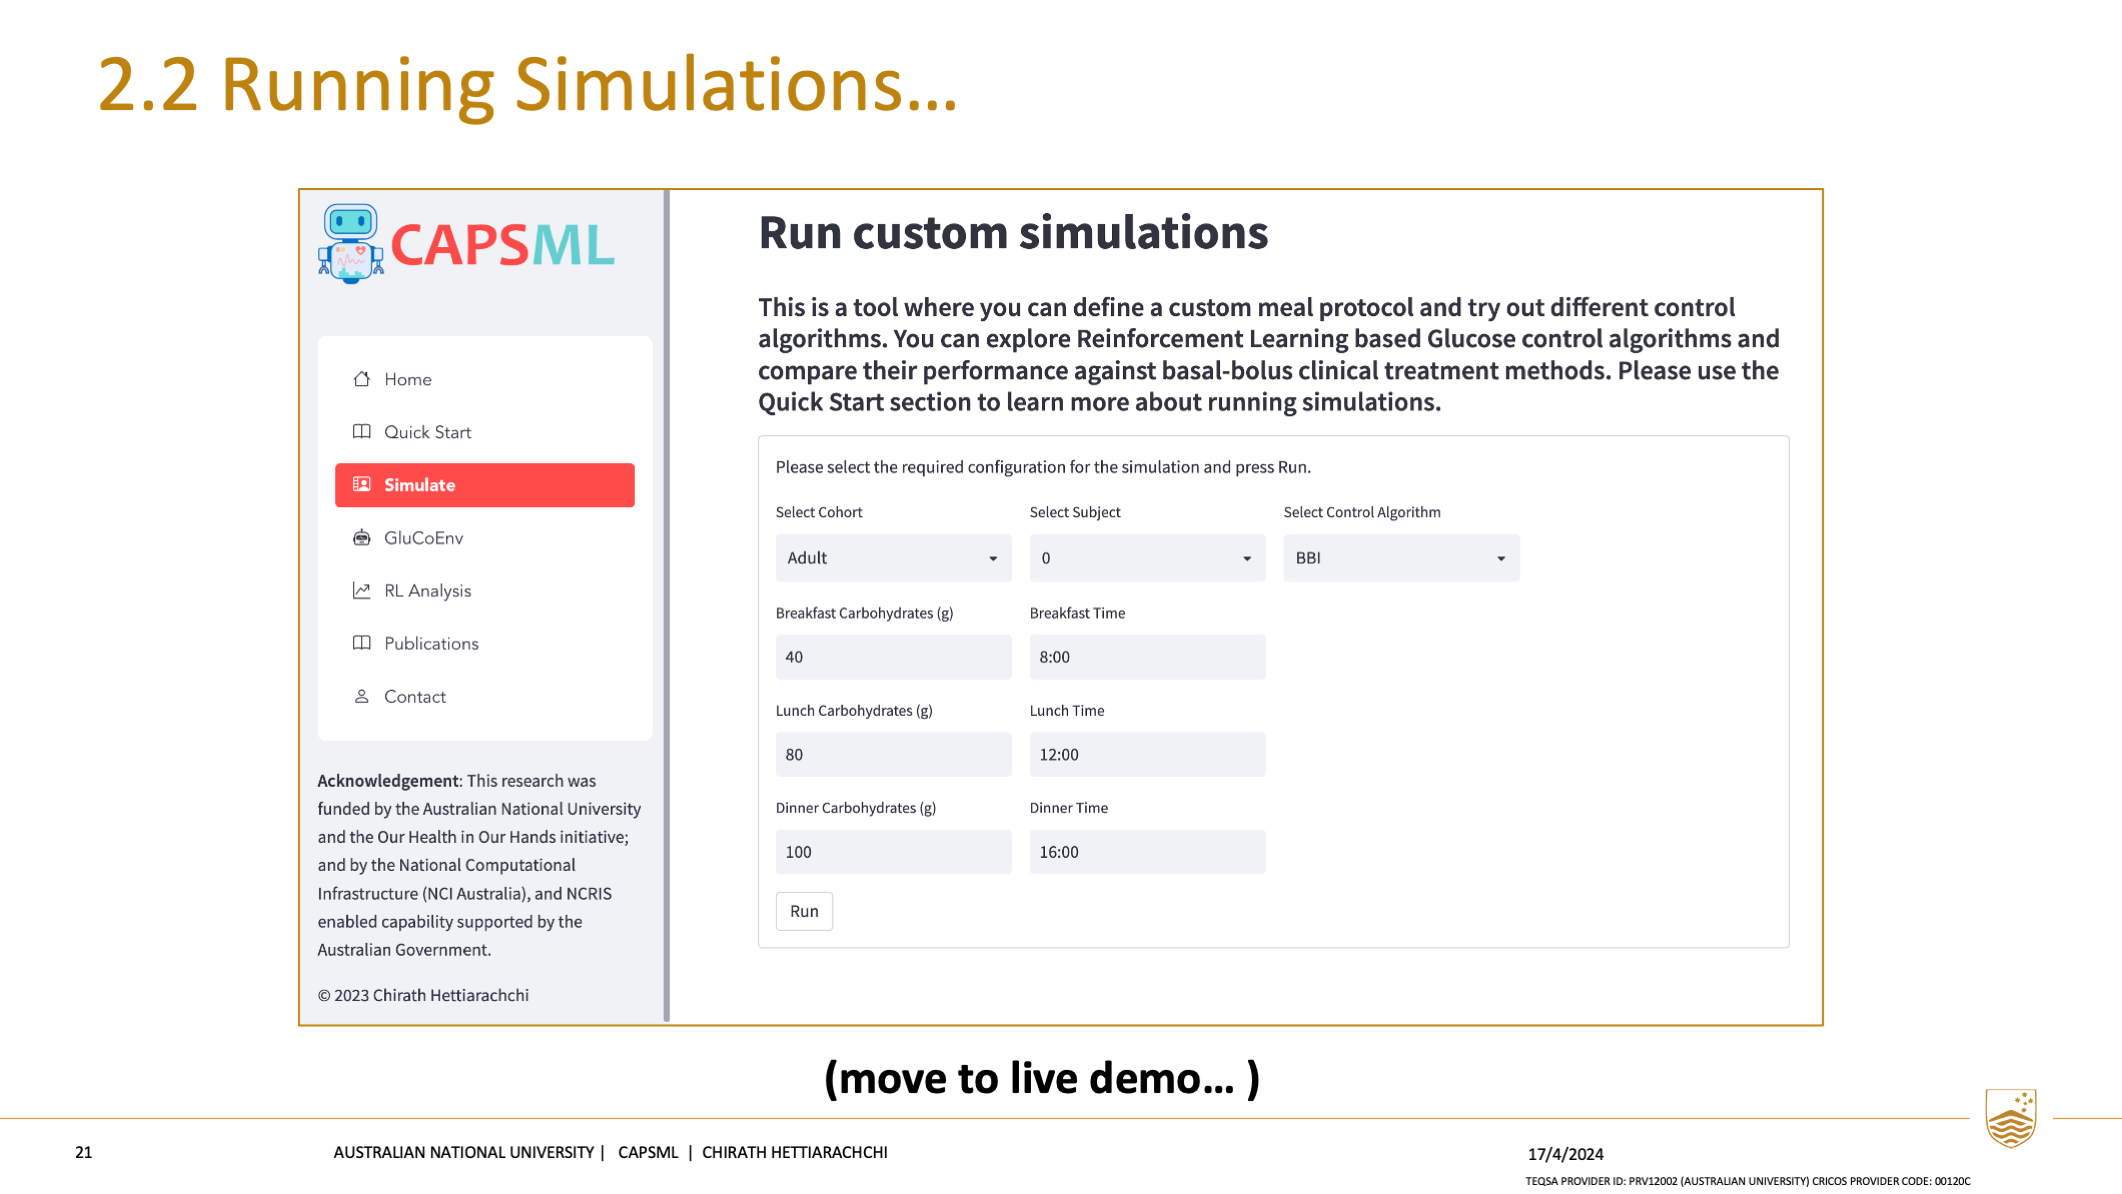 2.2 Running Simulations...
CAPSML
Home
Quick Start
Simulate
GluCoEnv
RL Analysis
Publications
Contact
Acknowledgement: This research was
funded by the Australian National University
and the Our Health in Our Hands initiative;
and by the National Computational
Infrastructure (NCI Australia), and NCRIS
enabled capability supported by the
Australian Government.
© 2023 Chirath Hettiarachchi
Run custom simulations
This is a tool where you can define a custom meal protocol and try out different control
algorithms. You can explore Reinforcement Learning based Glucose control algorithms and
compare their performance against basal-bolus clinical treatment methods. Please use the
Quick Start section to learn more about running simulations.
Please select the required configuration for the simulation and press Run.
Select Cohort Select Subject Select Control Algorithm
Adult 0 BBI
Breakfast Carbohydrates (g) Breakfast Time
40 8:00
Lunch Carbohydrates (g) Lunch Time
80 12:00
Dinner Carbohydrates (g) Dinner Time
100 16:00
Run
(move to live demo... )
21 AUSTRALIAN NATIONAL UNIVERSITY | CAPSML | CHIRATH HETTIARACHCHI 17/4/2024
TEQSA PROVIDER ID: PRV12002 (AUSTRALIAN UNIVERSITY) CRICOS PROVIDER CODE: 00120C